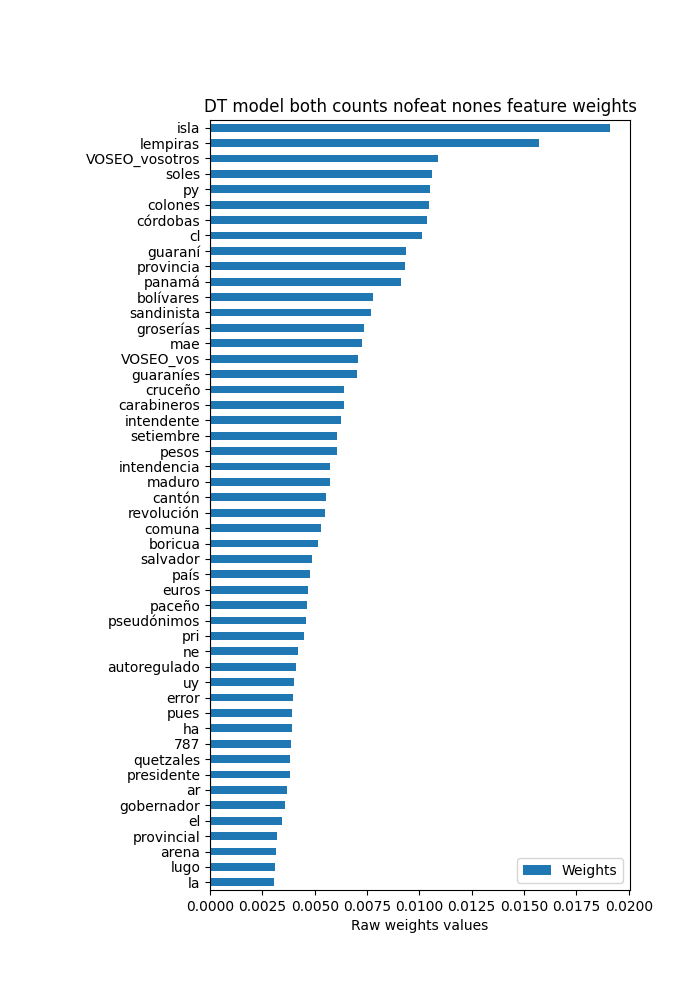 DT model both counts nofeat nones feature weights
isla
lempiras
VOSEO_vosotros
soles
py
colones
córdobas
cl
guaraní
provincia
panamá
bolívares
sandinista
groserías
mae
VOSEO_vos
guaraníes
cruceño
carabineros
intendente
setiembre
pesos
intendencia
maduro
cantón
revolución
comuna
boricua
salvador
país
euros
paceño
pseudónimos
pri
ne
autoregulado
uy
error
pues
ha
787
quetzales
presidente
ar
gobernador
el
provincial
arena
lugo
la
Weights
0.0000 0.0025 0.0050 0.0075 0.0100 0.0125 0.0150 0.0175 0.0200
Raw weights values